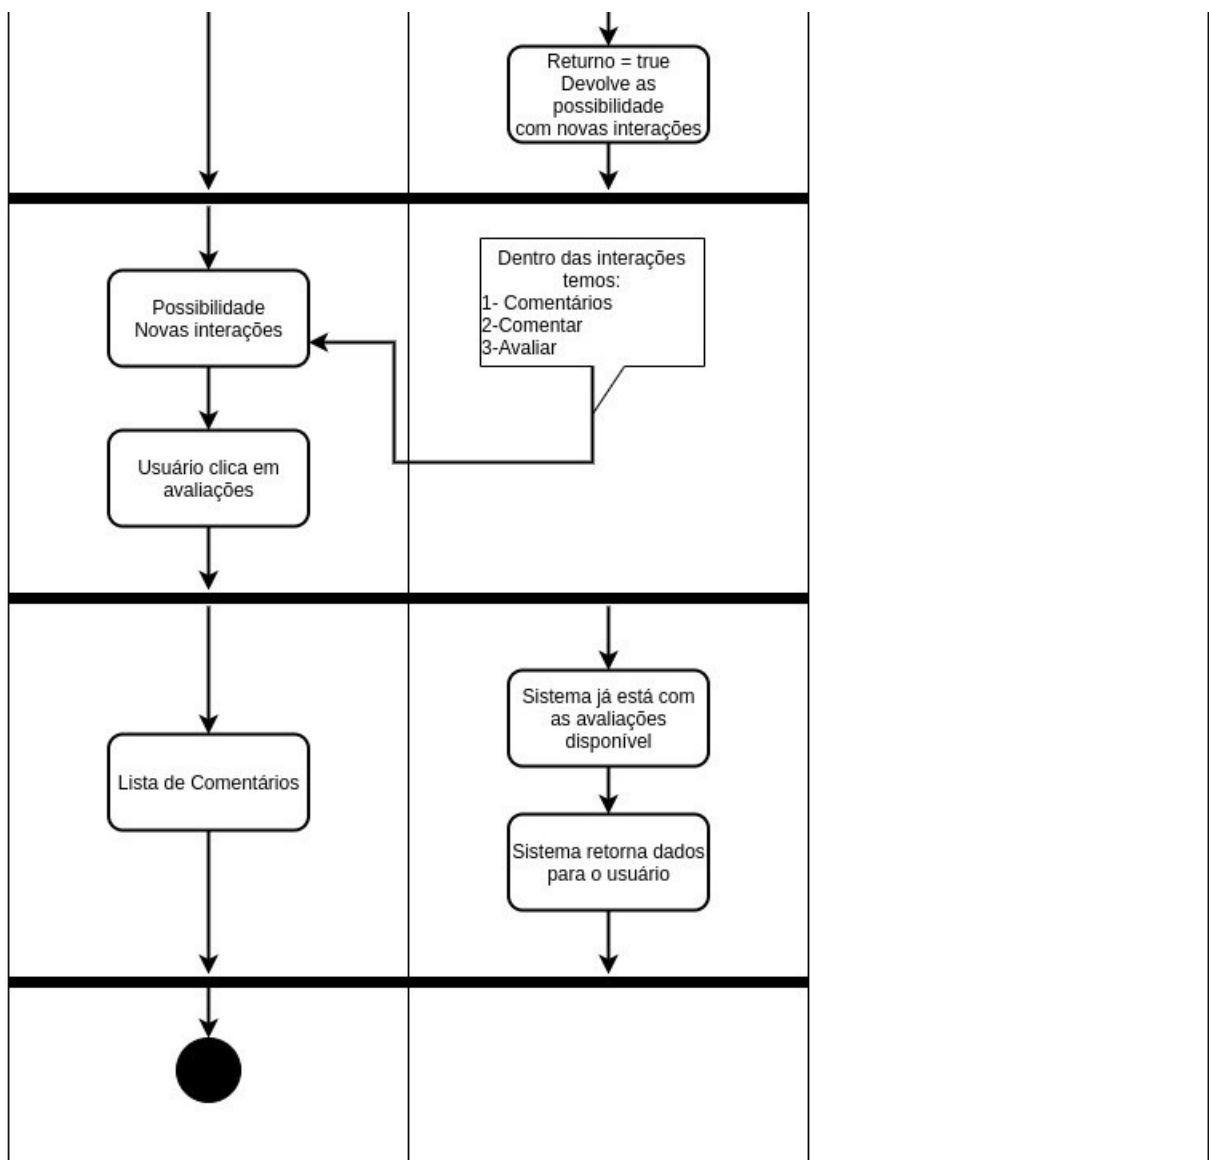 Returno = true
Devolve as
possibilidade
com novas interações
Dentro das interações
temos:
1- Comentários
2-Comentar
3-Avaliar
Possibilidade
Novas interações
Usuário clica em
avaliações
Sistema já está com
as avaliações
disponível
Lista de Comentários
Sistema retorna dados
para o usuário